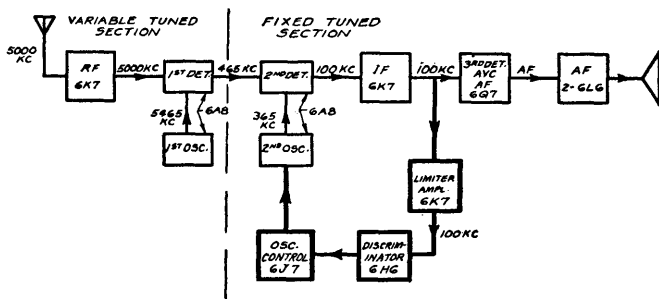 VARIABLE TUNED
SECTION
FIXED TUNED
SECTION
5000
KC
RF
6K7
5000KC
1ST DET.
465 KC
2ND DET.
100KC
IF
6K7
100KC
3RD DET.
AVC
AF
6Q7
AF
AF
2-6L6
5465
KC
6A8
365
KC
6A8
1ST OSC.
2ND OSC.
LIMITER
AMPL.
6K7
100KC
OSC.
CONTROL
6J7
DISCRIM-
INATOR
6H6